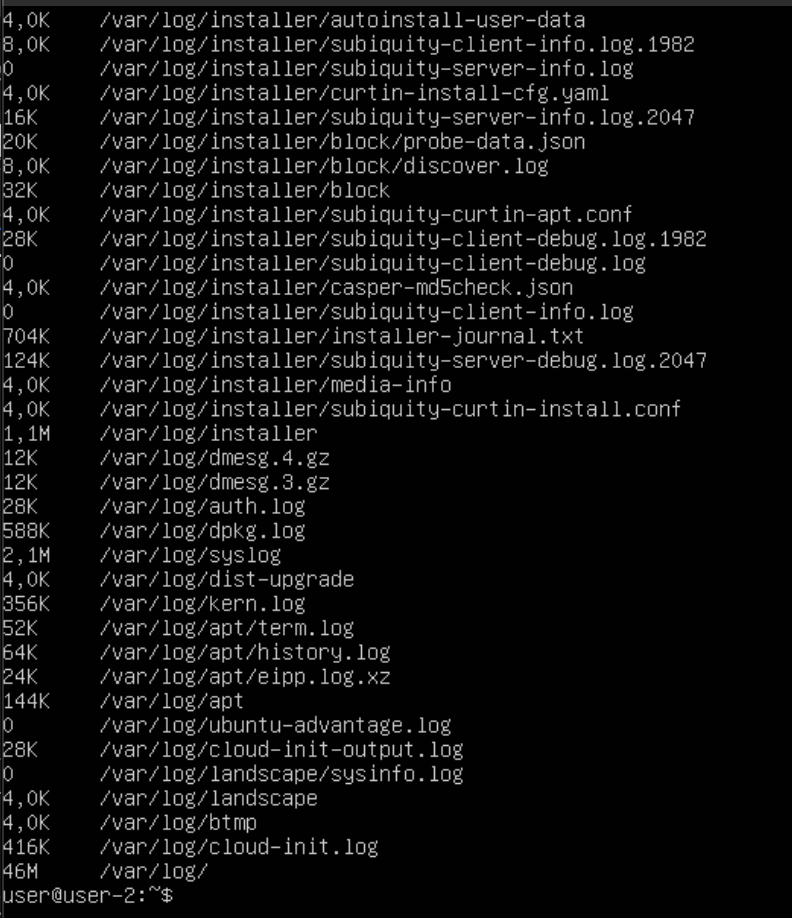 4,0K /var/log/installer/autoinstall-user-data
8,0K /var/log/installer/subiquity-client-info.log.1982
0 /var/log/installer/subiquity-server-info.log
4,0K /var/log/installer/curtin-install-cfg.yaml
16K /var/log/installer/subiquity-server-info.log.2047
20K /var/log/installer/block/probe-data.json
8,0K /var/log/installer/block/discover.log
32K /var/log/installer/block
4,0K /var/log/installer/subiquity-curtin-apt.conf
28K /var/log/installer/subiquity-client-debug.log.1982
0 /var/log/installer/subiquity-client-debug.log
4,0K /var/log/installer/casper-md5check.json
0 /var/log/installer/subiquity-client-info.log
704K /var/log/installer/installer-journal.txt
124K /var/log/installer/subiquity-server-debug.log.2047
4,0K /var/log/installer/media-info
4,0K /var/log/installer/subiquity-curtin-install.conf
1,1M /var/log/installer
12K /var/log/dmesg.4.gz
12K /var/log/dmesg.3.gz
28K /var/log/auth.log
588K /var/log/dpkg.log
2,1M /var/log/syslog
4,0K /var/log/dist-upgrade
356K /var/log/kern.log
52K /var/log/apt/term.log
64K /var/log/apt/history.log
24K /var/log/apt/eipp.log.xz
144K /var/log/apt
0 /var/log/ubuntu-advantage.log
28K /var/log/cloud-init-output.log
0 /var/log/landscape/sysinfo.log
4,0K /var/log/landscape
4,0K /var/log/btmp
416K /var/log/cloud-init.log
46M /var/log/
user@user-2:~$